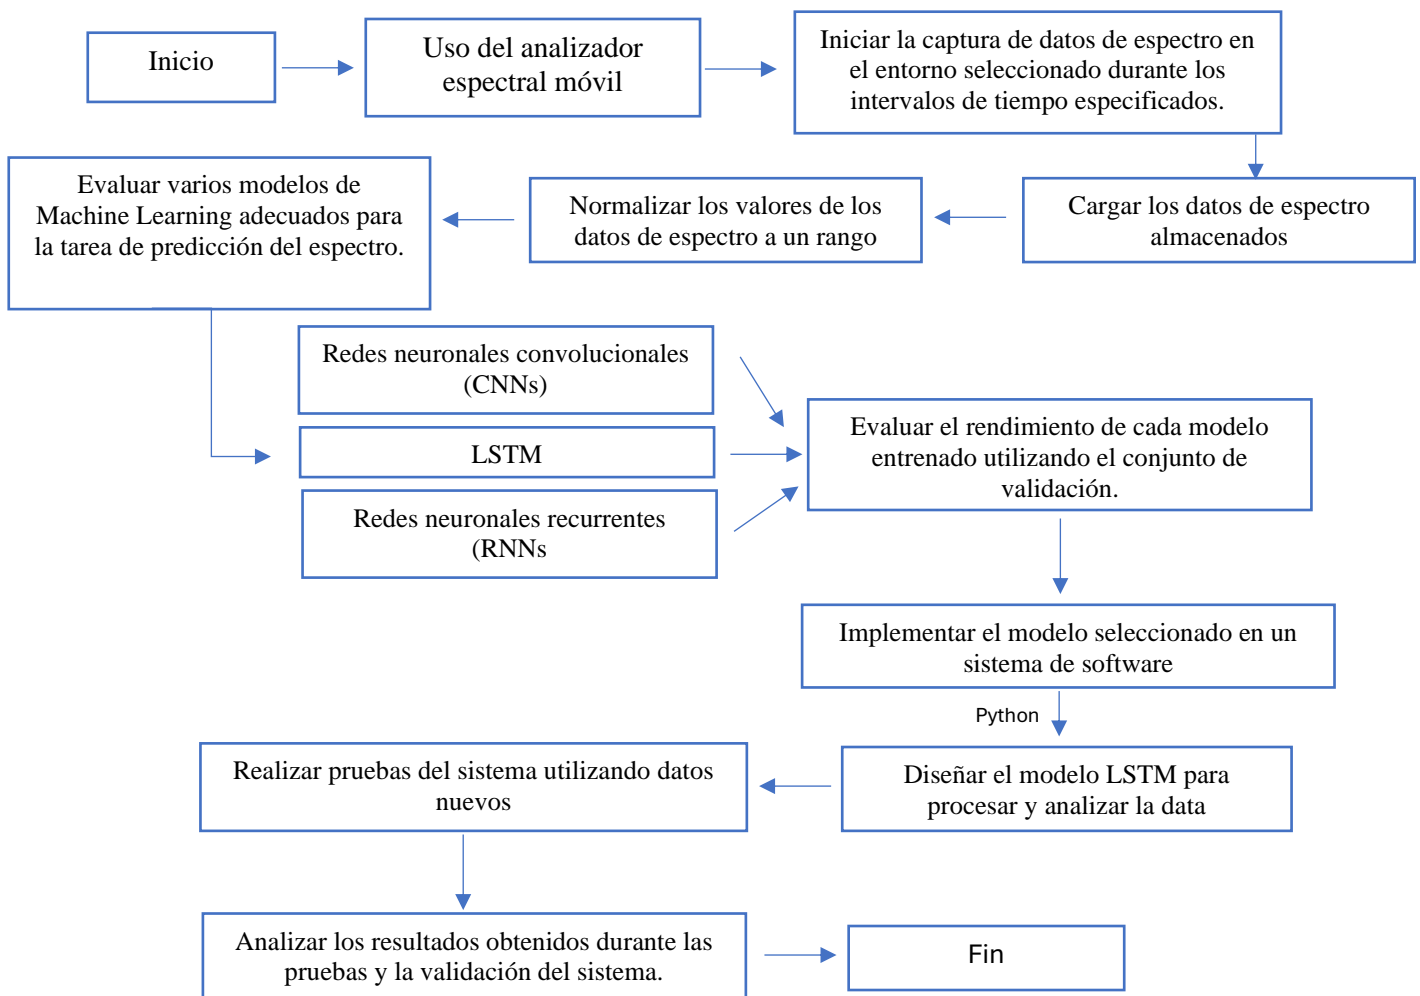 Inicio
Uso del analizador
espectral móvil
Iniciar la captura de datos de espectro en
el entorno seleccionado durante los
intervalos de tiempo especificados.
Cargar los datos de espectro
almacenados
Normalizar los valores de los
datos de espectro a un rango
Evaluar varios modelos de
Machine Learning adecuados para
la tarea de predicción del espectro.
Redes neuronales convolucionales
(CNNs)
LSTM
Redes neuronales recurrentes
(RNNs
Evaluar el rendimiento de cada modelo
entrenado utilizando el conjunto de
validación.
Implementar el modelo seleccionado en un
sistema de software
Python
Diseñar el modelo LSTM para
procesar y analizar la data
Realizar pruebas del sistema utilizando datos
nuevos
Analizar los resultados obtenidos durante las
pruebas y la validación del sistema.
Fin